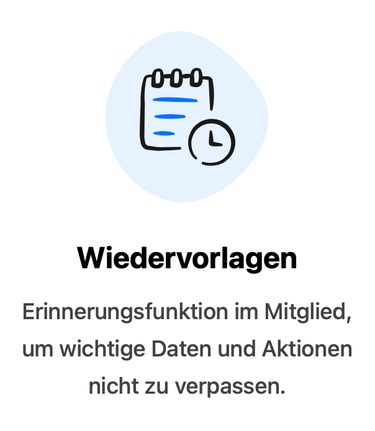 Wiedervorlagen
Erinnerungsfunktion im Mitglied,
um wichtige Daten und Aktionen
nicht zu verpassen.